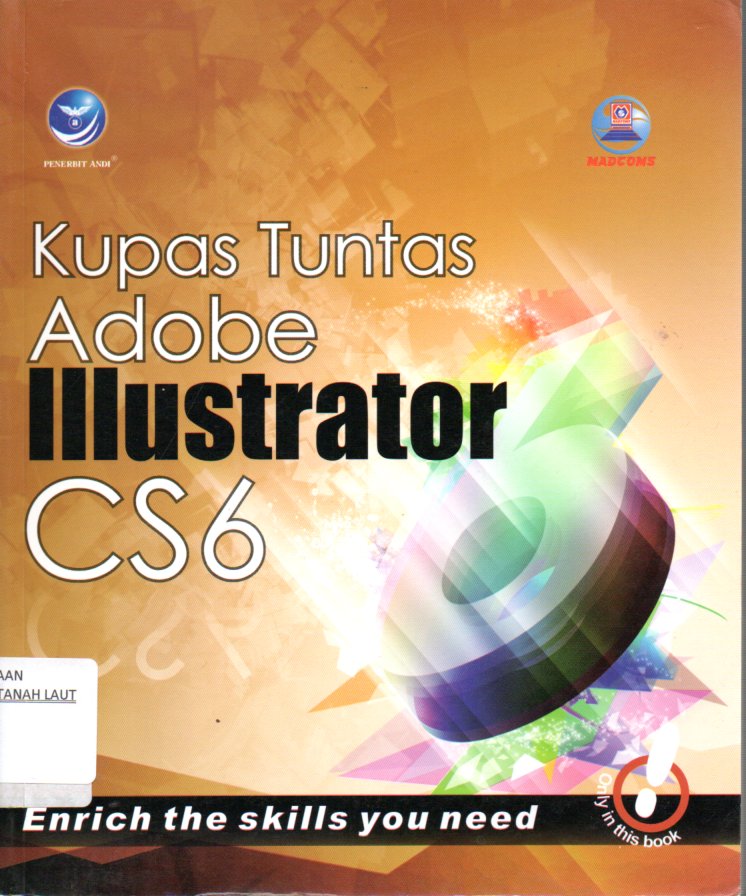 PENERBIT ANDI®
MADCOMS
Kupas Tuntas
Adobe
Illustrator
CS6
AAN
TANAH LAUT
Enrich the skills you need
Only in this book